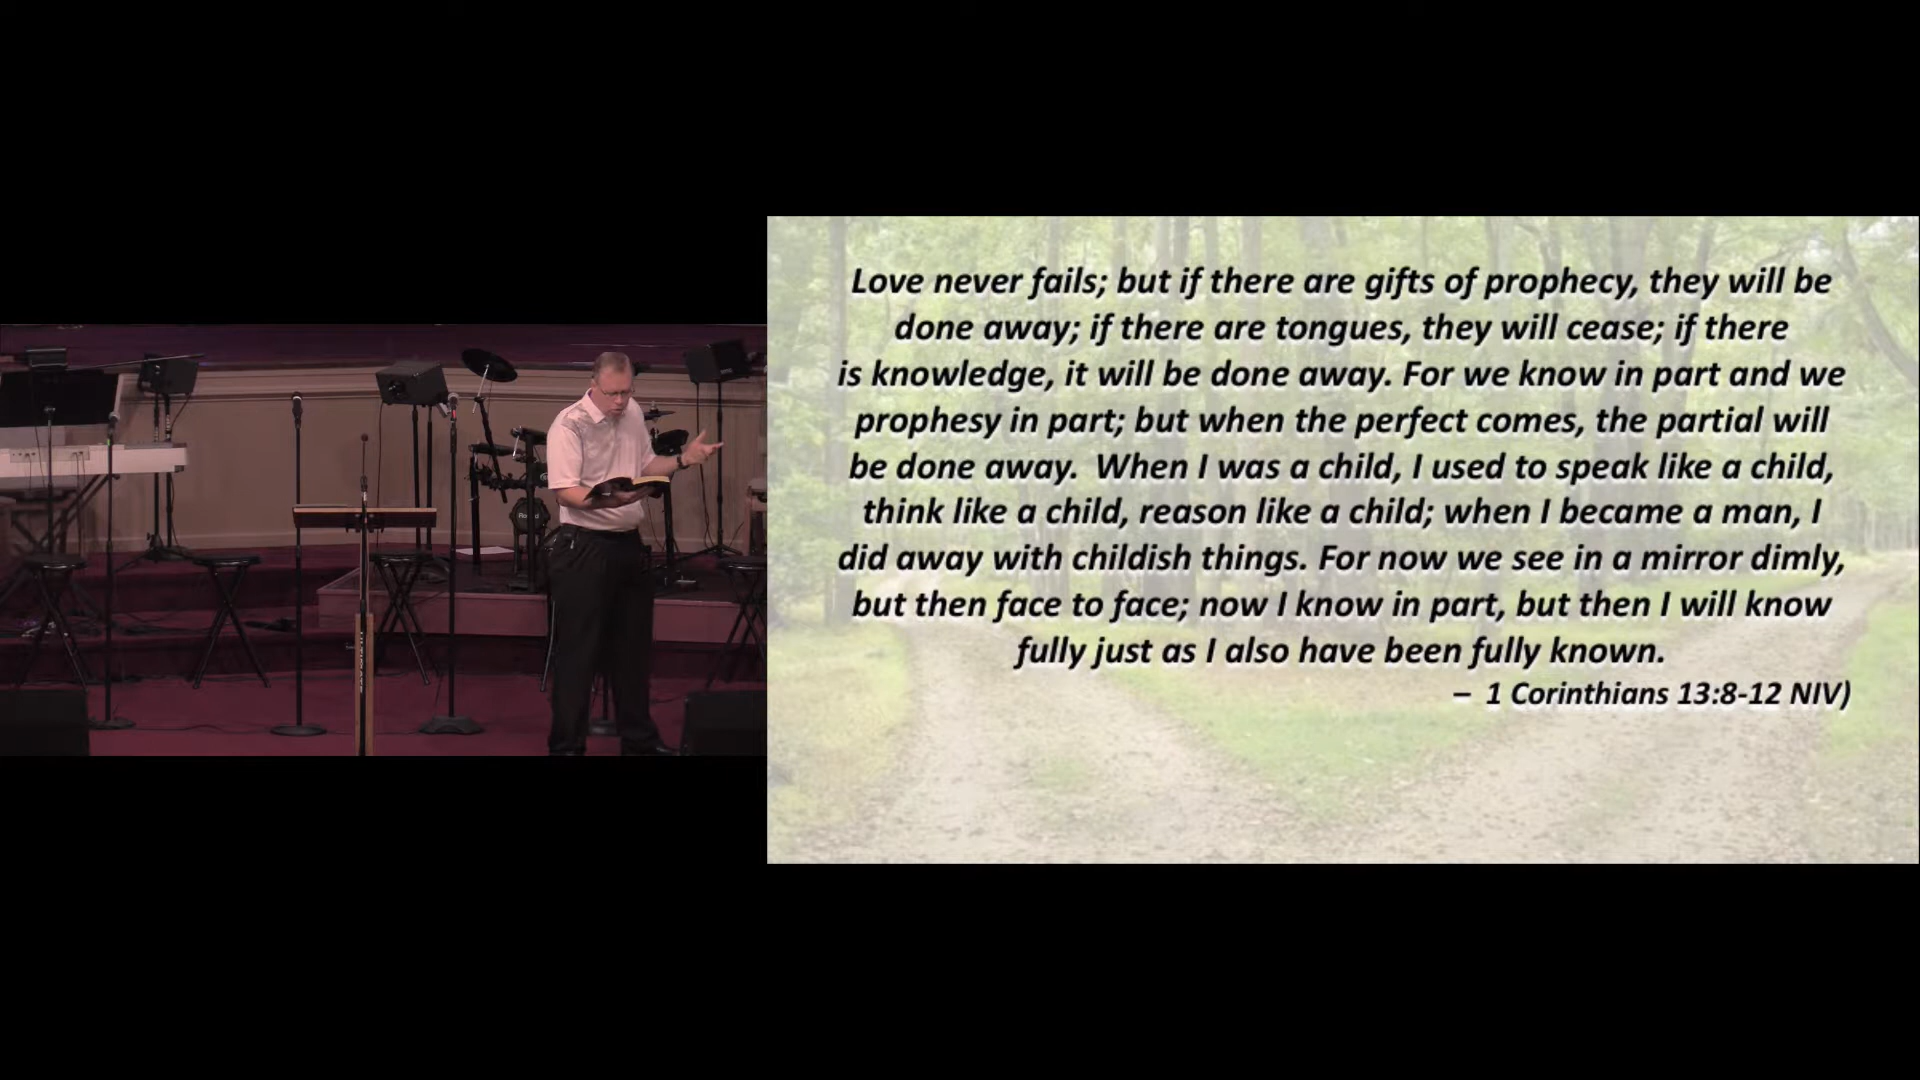 Love never fails; but if there are gifts of prophecy, they will be
done away; if there are tongues, they will cease; if there
is knowledge, it will be done away. For we know in part and we
prophesy in part; but when the perfect comes, the partial will
be done away.  When I was a child, I used to speak like a child,
think like a child, reason like a child; when I became a man, I
did away with childish things. For now we see in a mirror dimly,
but then face to face; now I know in part, but then I will know
fully just as I also have been fully known.
– 1 Corinthians 13:8-12 NIV)
Roland